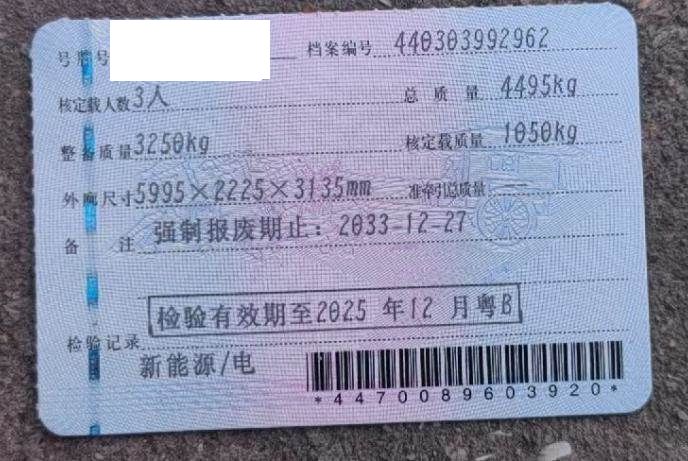 号牌号 档案编号 440303992962
核定载人数 3人 总质量 4495kg
整备质量 3250kg 核定载质量 1050kg
外廓尺寸 5995×2225×3135mm 准牵引总质量 --
备注 强制报废期止：2033-12-27
检验有效期至2025 年12 月粤B
检验记录
新能源/电
*4470089603920*